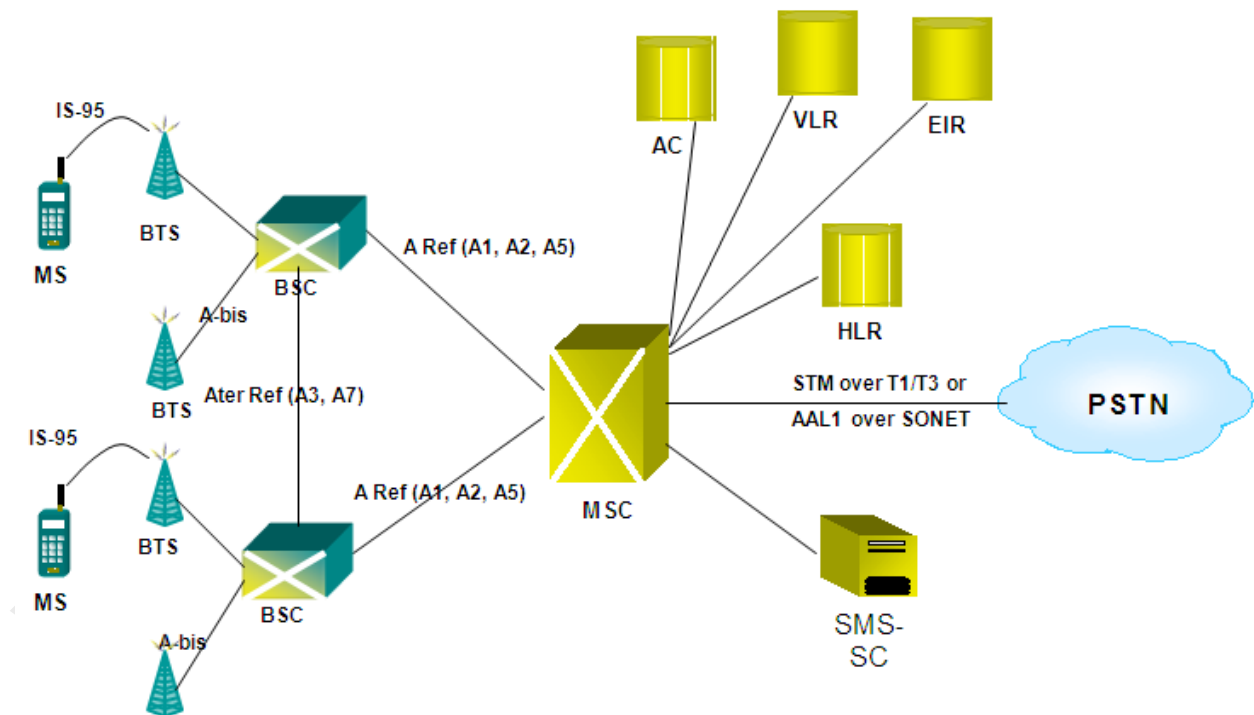 IS-95
AC
VLR
EIR
BTS
MS
A Ref (A1, A2, A5)
BSC
A-bis
HLR
BTS
Ater Ref (A3, A7)
STM over T1/T3 or
AAL1 over SONET
PSTN
IS-95
A Ref (A1, A2, A5)
MSC
BTS
MS
BSC
A-bis
SMS-
SC